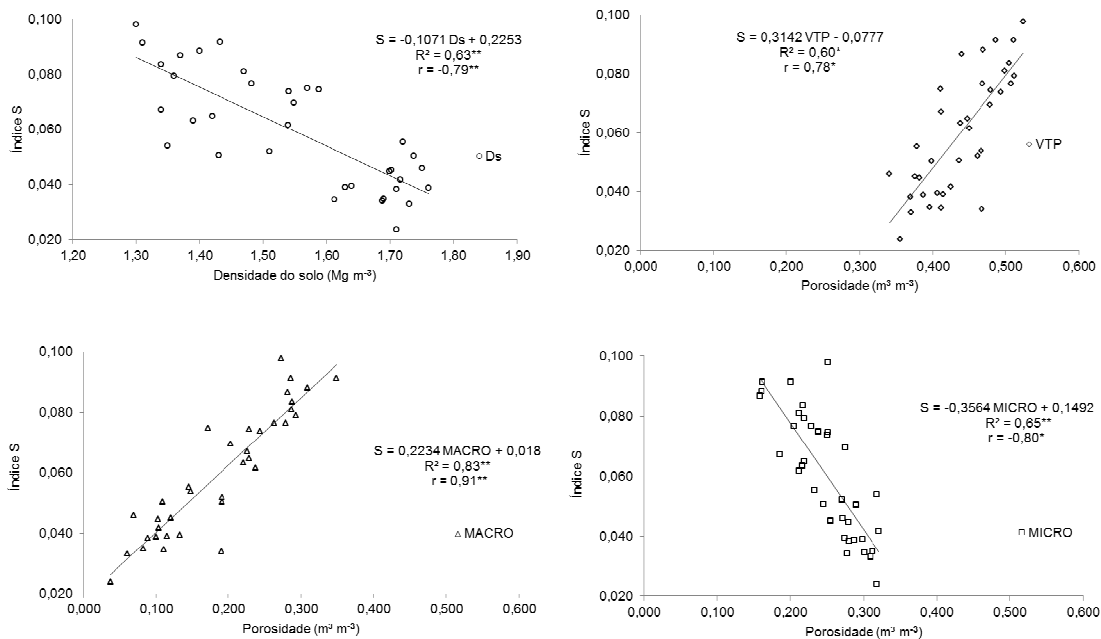 0,100
0,080
0,060
0,040
0,020
Índice S
S = -0,1071 Ds + 0,2253
R² = 0,63**
r = -0,79**
Ds
1,20 1,30 1,40 1,50 1,60 1,70 1,80 1,90
Densidade do solo (Mg m⁻³)
0,100
0,080
0,060
0,040
0,020
Índice S
S = 0,3142 VTP - 0,0777
R² = 0,60*
r = 0,78*
VTP
0,000 0,100 0,200 0,300 0,400 0,500 0,600
Porosidade (m³ m⁻³)
0,100
0,080
0,060
0,040
0,020
Índice S
S = 0,2234 MACRO + 0,018
R² = 0,83**
r = 0,91**
MACRO
0,000 0,100 0,200 0,300 0,400 0,500 0,600
Porosidade (m³ m⁻³)
0,100
0,080
0,060
0,040
0,020
Índice S
S = -0,3564 MICRO + 0,1492
R² = 0,65**
r = -0,80*
MICRO
0,000 0,100 0,200 0,300 0,400 0,500 0,600
Porosidade (m³ m⁻³)